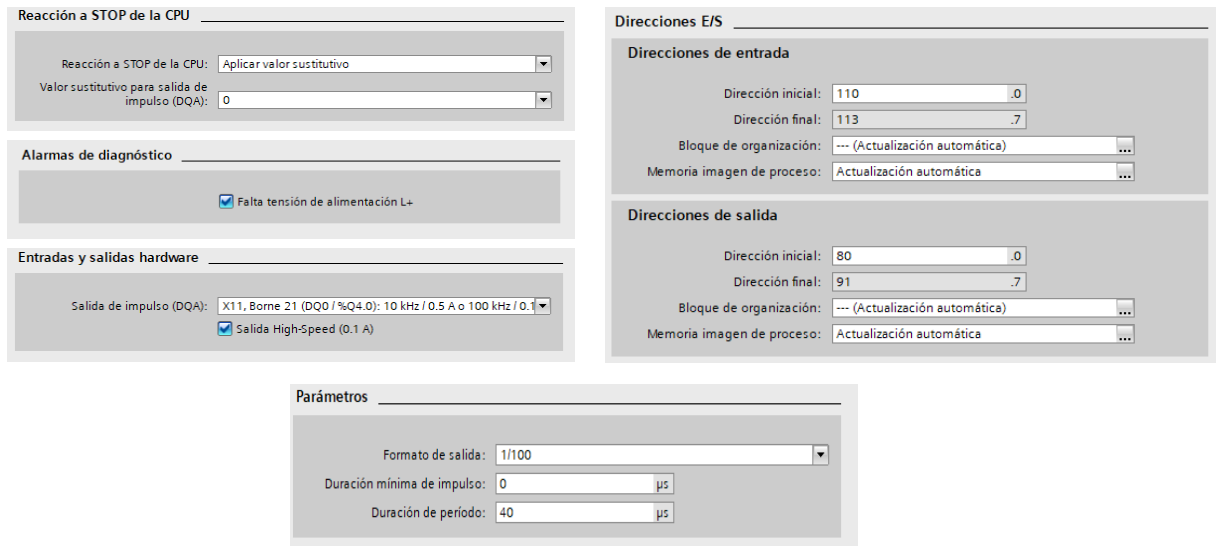 Reacción a STOP de la CPU
Reacción a STOP de la CPU: Aplicar valor sustitutivo
Valor sustitutivo para salida de
impulso (DQA): 0
Alarmas de diagnóstico
Falta tensión de alimentación L+
Entradas y salidas hardware
Salida de impulso (DQA): X11, Borne 21 (DQ0 / %Q4.0): 10 kHz / 0.5 A o 100 kHz / 0.1
Salida High-Speed (0.1 A)
Direcciones E/S
Direcciones de entrada
Dirección inicial: 110 .0
Dirección final: 113 .7
Bloque de organización: --- (Actualización automática) ...
Memoria imagen de proceso: Actualización automática ...
Direcciones de salida
Dirección inicial: 80 .0
Dirección final: 91 .7
Bloque de organización: --- (Actualización automática) ...
Memoria imagen de proceso: Actualización automática ...
Parámetros
Formato de salida: 1/100
Duración mínima de impulso: 0 µs
Duración de período: 40 µs